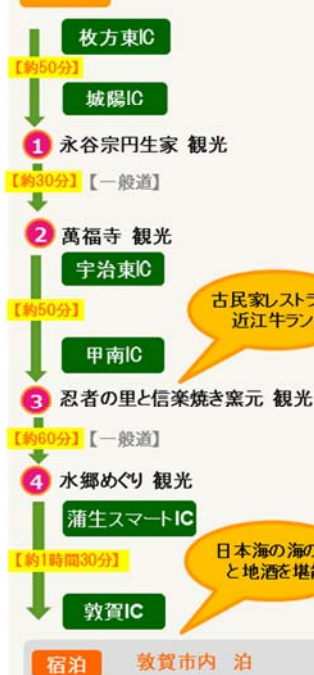 枚方東IC
【約50分】
城陽IC
1 永谷宗円生家 観光
【約30分】【一般道】
2 萬福寺 観光
宇治東IC
【約50分】
古民家レストラ
近江牛ラン
甲南IC
3 忍者の里と信楽焼き窯元 観光
【約60分】【一般道】
4 水郷めぐり 観光
蒲生スマートIC
【約1時間30分】
日本海の海の
と地酒を堪
敦賀IC
宿泊 敦賀市内 泊